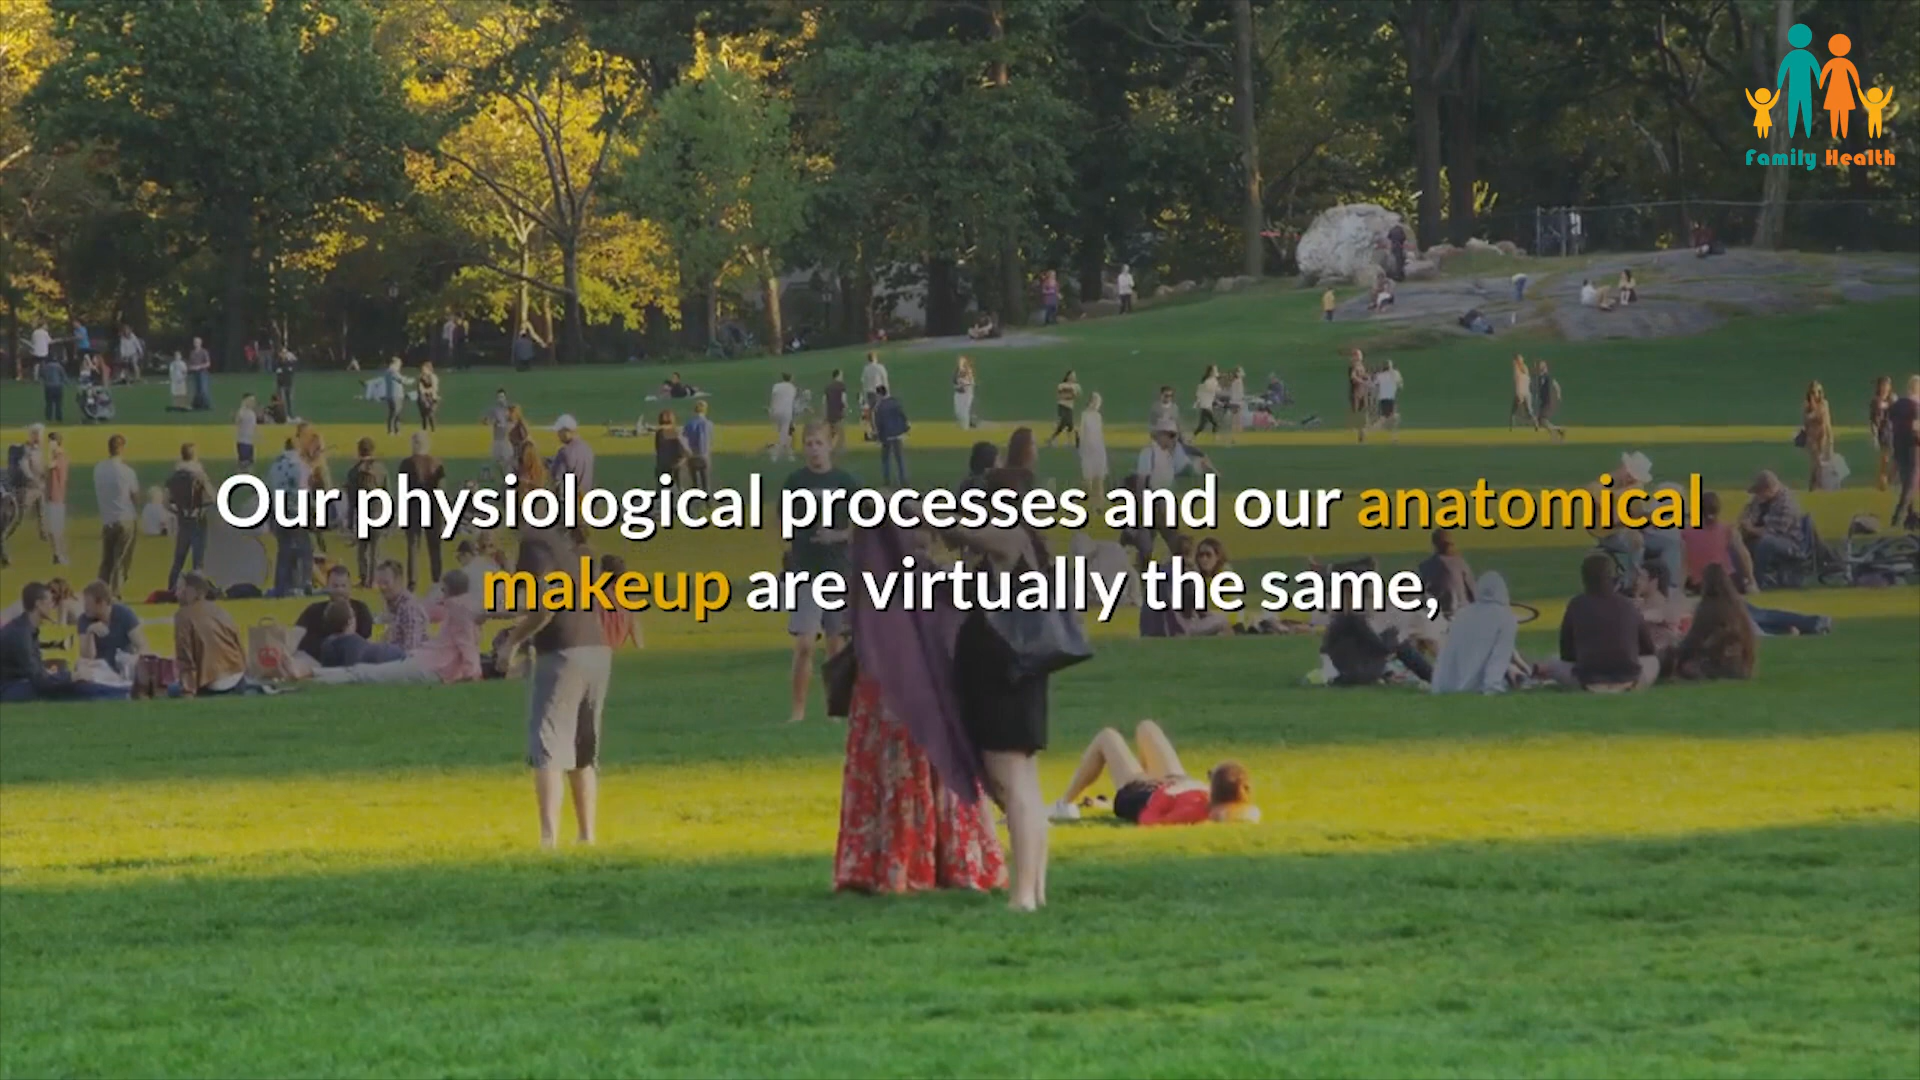 Family Health
Our physiological processes and our anatomical
makeup are virtually the same,